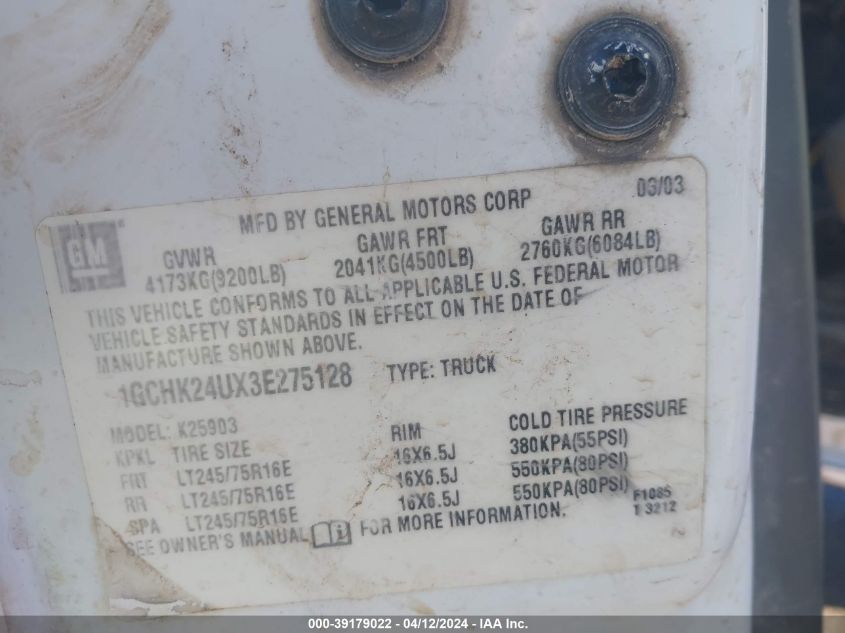 03/03
MFD BY GENERAL MOTORS CORP
GM
GVWR GAWR FRT GAWR RR
4173KG(9200LB) 2041KG(4500LB) 2760KG(6084LB)
THIS VEHICLE CONFORMS TO ALL APPLICABLE U.S. FEDERAL MOTOR
VEHICLE SAFETY STANDARDS IN EFFECT ON THE DATE OF
MANUFACTURE SHOWN ABOVE.
1GCHK24UX3E275128 TYPE: TRUCK
MODEL: K25903
KPKL TIRE SIZE RIM COLD TIRE PRESSURE
FRT LT245/75R16E 16X6.5J 380KPA(55PSI)
RR LT245/75R16E 16X6.5J 550KPA(80PSI)
SPA LT245/75R16E 16X6.5J 550KPA(80PSI)
SEE OWNER'S MANUAL FOR MORE INFORMATION.
F1085
1 3212
000-39179022 - 04/12/2024 - IAA Inc.